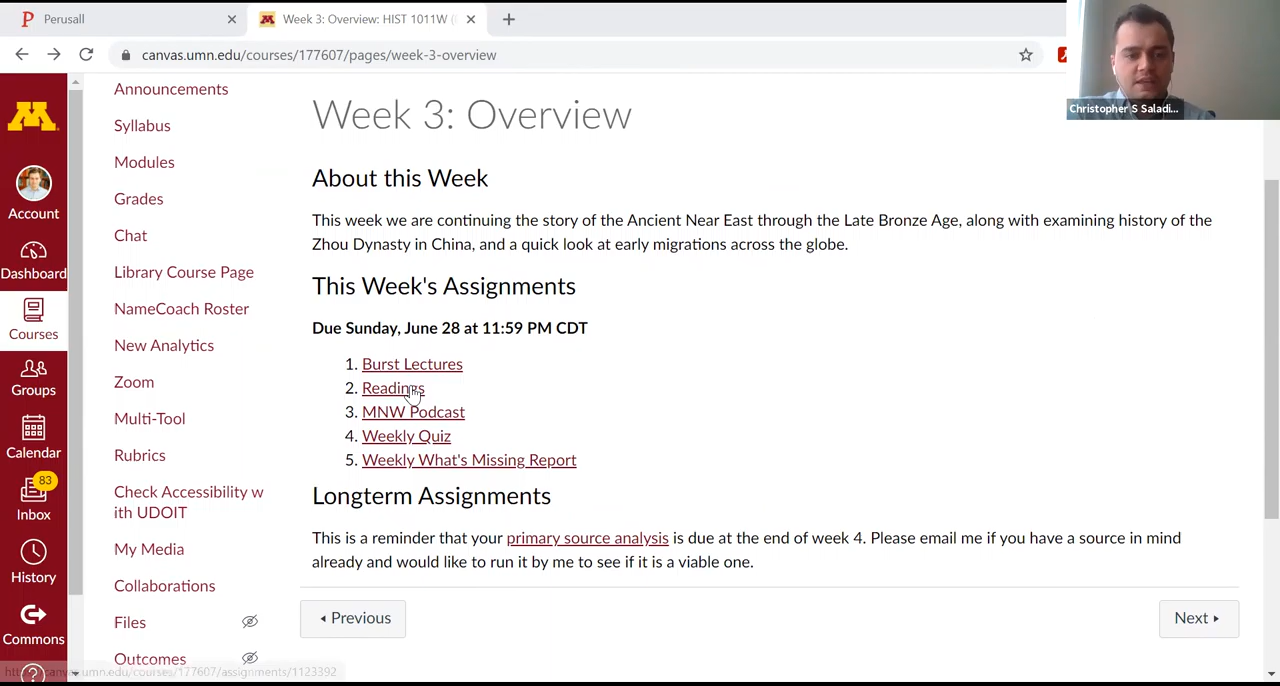 Perusall
Week 3: Overview: HIST 1011W (
canvas.umn.edu/courses/177607/pages/week-3-overview
Christopher S Saladi...
Account
Dashboard
Courses
Groups
Calendar
83
Inbox
History
Commons
Announcements
Syllabus
Modules
Grades
Chat
Library Course Page
NameCoach Roster
New Analytics
Zoom
Multi-Tool
Rubrics
Check Accessibility w
ith UDOIT
My Media
Collaborations
Files
Outcomes
Week 3: Overview
About this Week
This week we are continuing the story of the Ancient Near East through the Late Bronze Age, along with examining history of the
Zhou Dynasty in China, and a quick look at early migrations across the globe.
This Week's Assignments
Due Sunday, June 28 at 11:59 PM CDT
1. Burst Lectures
2. Readings
3. MNW Podcast
4. Weekly Quiz
5. Weekly What's Missing Report
Longterm Assignments
This is a reminder that your primary source analysis is due at the end of week 4. Please email me if you have a source in mind
already and would like to run it by me to see if it is a viable one.
Previous
Next
canvas.umn.edu/courses/177607/assignments/1123392